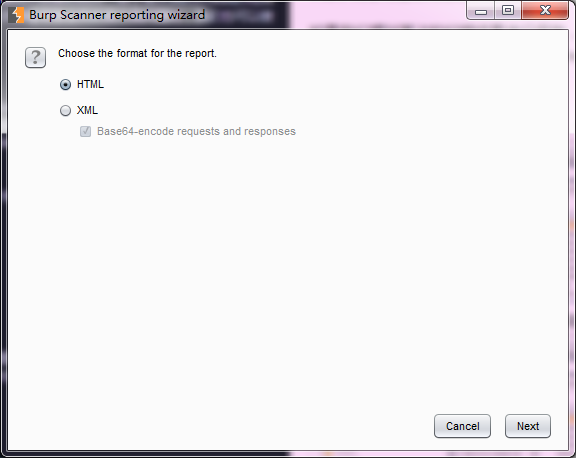 Burp Scanner reporting wizard
Choose the format for the report.
HTML
XML
Base64-encode requests and responses
Cancel Next